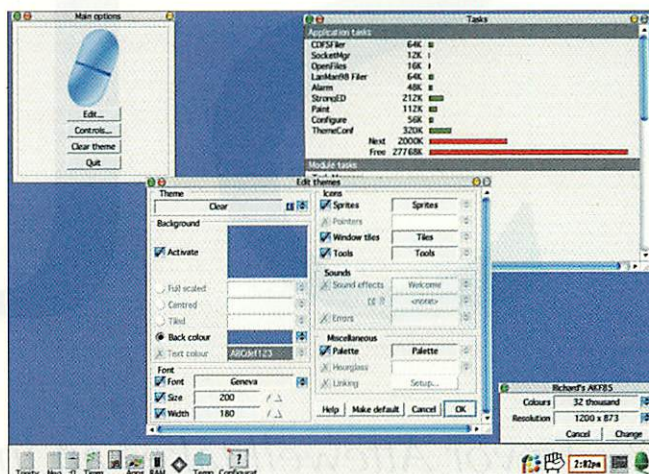 Main options
Edit...
Controls...
Clear theme
Quit
Tasks
Application tasks
CDFSFiler 64K
SocketMgr 12K
OpenFiles 16K
LanMan98 Filer 64K
Alarm 48K
StrongED 212K
Paint 112K
Configure 56K
ThemeConf 320K
Next 2000K
Free 27768K
Module tasks
Edit themes
Theme
Clear
Background
Activate
Full scaled
Centred
Tiled
Back colour
Text colour ABCdef123
Font
Font Geneva
Size 200
Width 180
Icons
Sprites Sprites
Pointers
Window tiles Tiles
Tools Tools
Sounds
Sound effects Welcome
<none>
Errors
Miscellaneous
Palette Palette
Hourglass
Linking Setup...
Help Make default Cancel OK
Richard's AKF85
Colours 32 thousand
Resolution 1200 x 873
Cancel Change
Apps RAM Temp Configurat
2:02pm